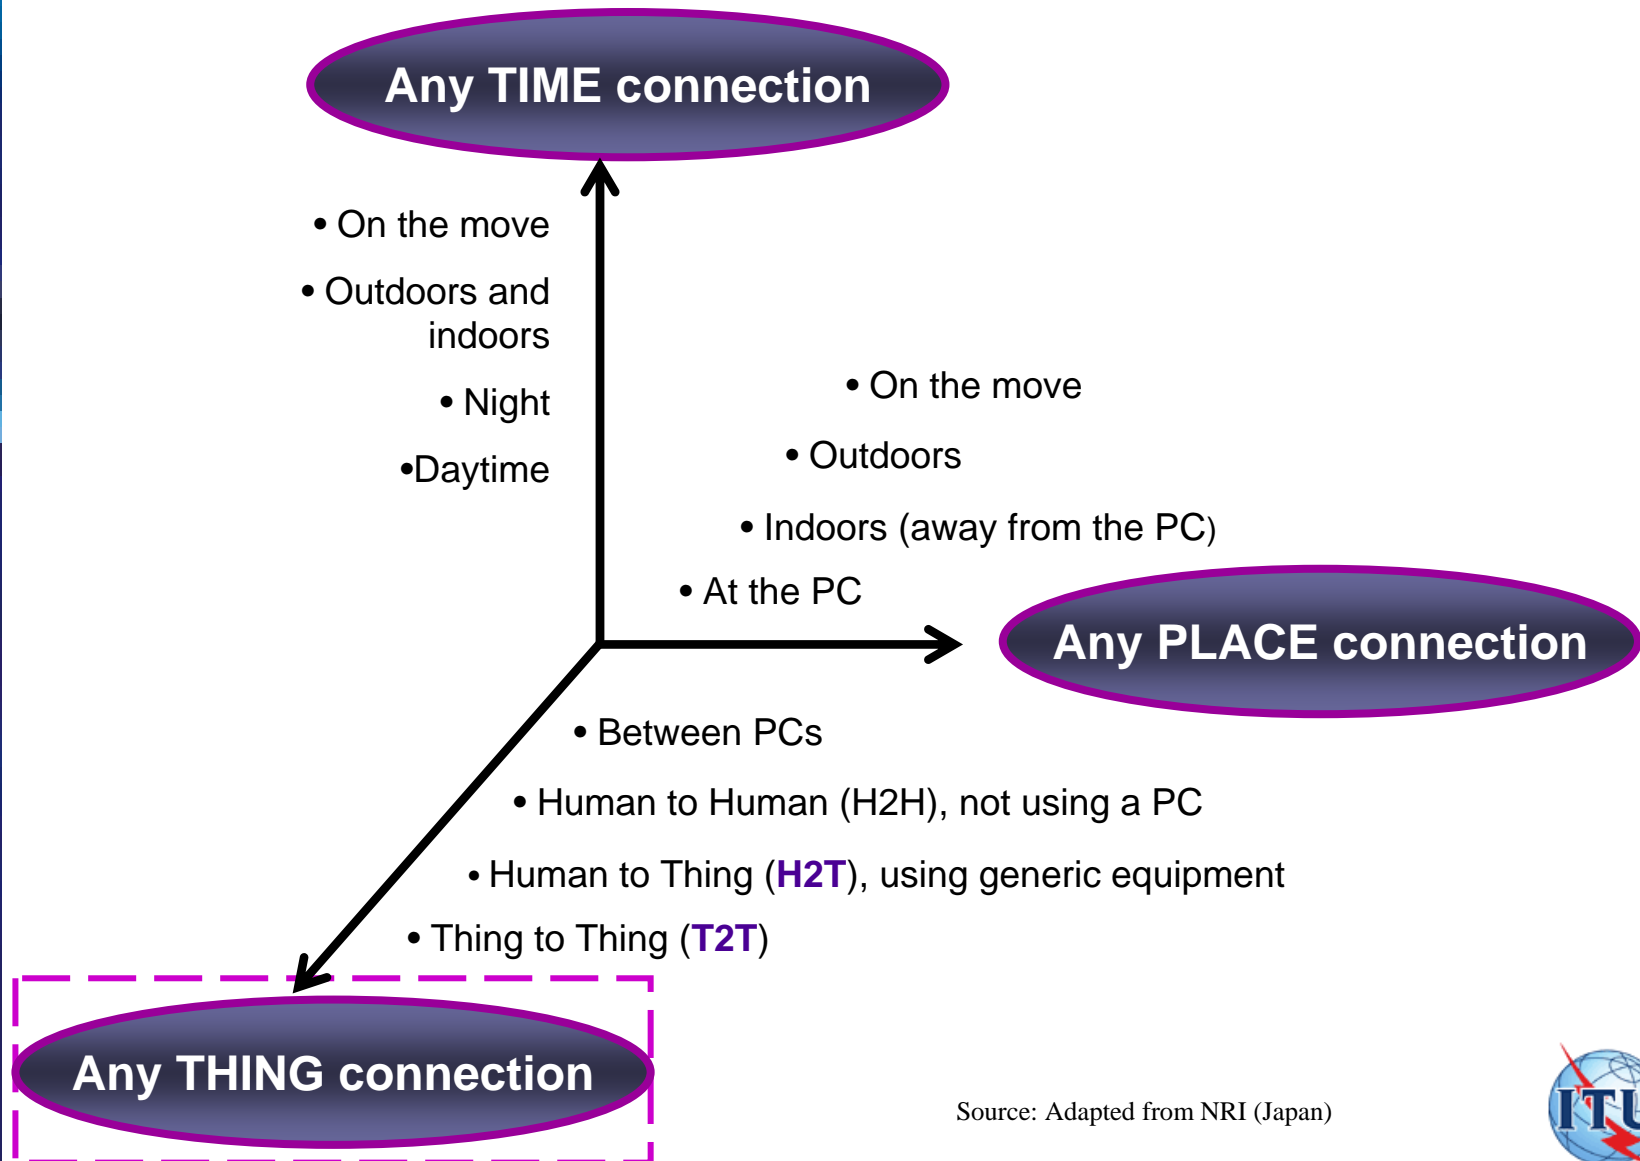 Any TIME connection
• On the move
• Outdoors and
indoors
• Night
•Daytime
• On the move
• Outdoors
• Indoors (away from the PC)
• At the PC
Any PLACE connection
• Between PCs
• Human to Human (H2H), not using a PC
• Human to Thing (H2T), using generic equipment
• Thing to Thing (T2T)
Any THING connection
Source: Adapted from NRI (Japan)
ITU